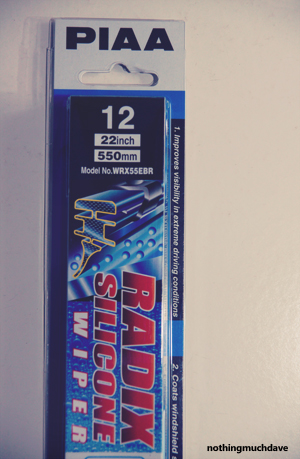 PIAA
12
22inch
550mm
Model No.WRX55EBR
RADIX
SILICONE
WIPER
1. Improves visibility in extreme driving conditions
2. Coats windshield
nothingmuchdave